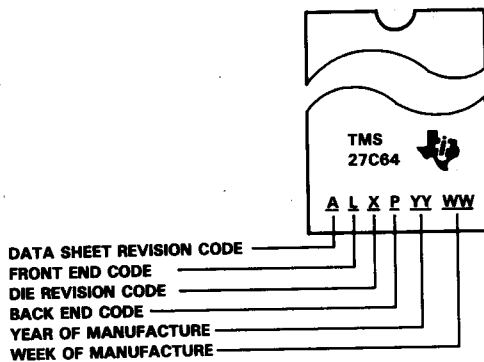 TMS
27C64
A L X P YY WW
DATA SHEET REVISION CODE
FRONT END CODE
DIE REVISION CODE
BACK END CODE
YEAR OF MANUFACTURE
WEEK OF MANUFACTURE